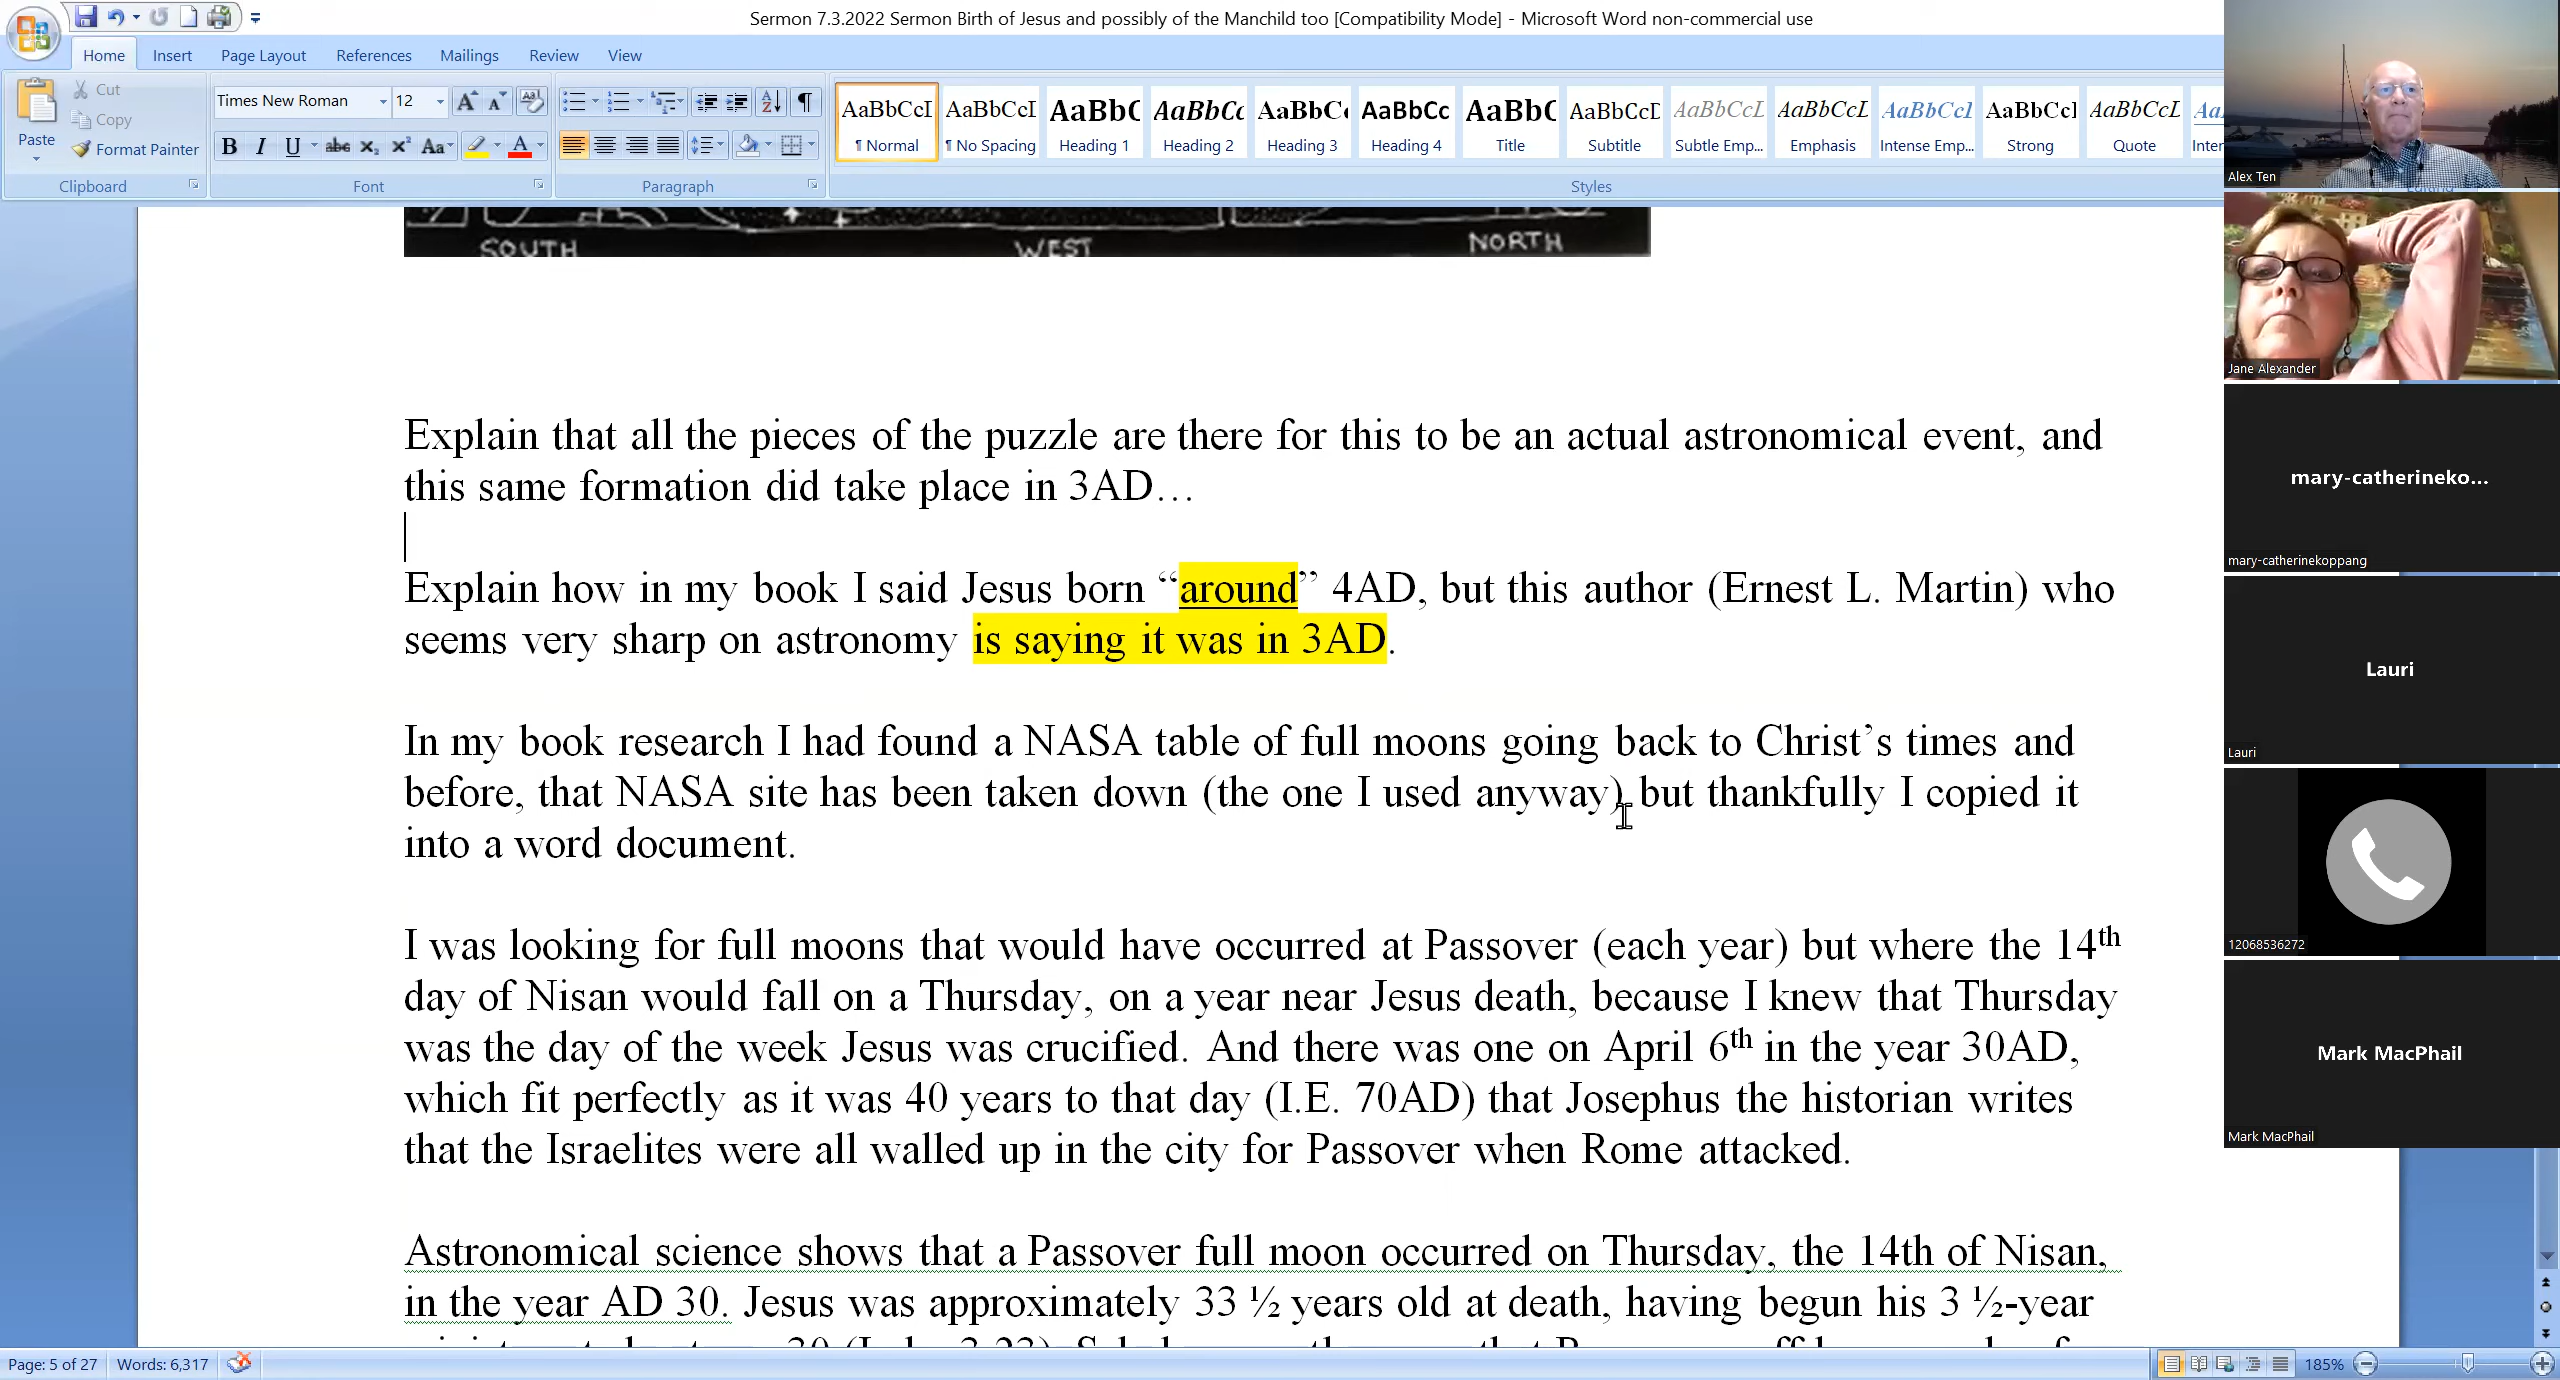 Sermon 7.3.2022 Sermon Birth of Jesus and possibly of the Manchild too [Compatibility Mode] - Microsoft Word non-commercial use
Home Insert Page Layout References Mailings Review View
Cut
Copy
Paste
Format Painter
Times New Roman 12
AaBbCcI AaBbCcI AaBbC AaBbCc AaBbCc AaBbCc AaBbC AaBbCcD AaBbCcL AaBbCcL AaBbCcI AaBbCcI AaBbCcL
¶ Normal ¶ No Spacing Heading 1 Heading 2 Heading 3 Heading 4 Title Subtitle Subtle Emp... Emphasis Intense Emp... Strong Quote Inter
Clipboard Font Paragraph Styles
SOUTH WEST NORTH
Explain that all the pieces of the puzzle are there for this to be an actual astronomical event, and
this same formation did take place in 3AD…
Explain how in my book I said Jesus born “around” 4AD, but this author (Ernest L. Martin) who
seems very sharp on astronomy is saying it was in 3AD.
In my book research I had found a NASA table of full moons going back to Christ’s times and
before, that NASA site has been taken down (the one I used anyway) but thankfully I copied it
into a word document.
I was looking for full moons that would have occurred at Passover (each year) but where the 14th
day of Nisan would fall on a Thursday, on a year near Jesus death, because I knew that Thursday
was the day of the week Jesus was crucified. And there was one on April 6th in the year 30AD,
which fit perfectly as it was 40 years to that day (I.E. 70AD) that Josephus the historian writes
that the Israelites were all walled up in the city for Passover when Rome attacked.
Astronomical science shows that a Passover full moon occurred on Thursday, the 14th of Nisan,
in the year AD 30. Jesus was approximately 33 ½ years old at death, having begun his 3 ½-year
Page: 5 of 27 Words: 6,317
185%
Alex Ten
Jane Alexander
mary-catherineko...
mary-catherinekoppang
Lauri
Lauri
12068536272
Mark MacPhail
Mark MacPhail